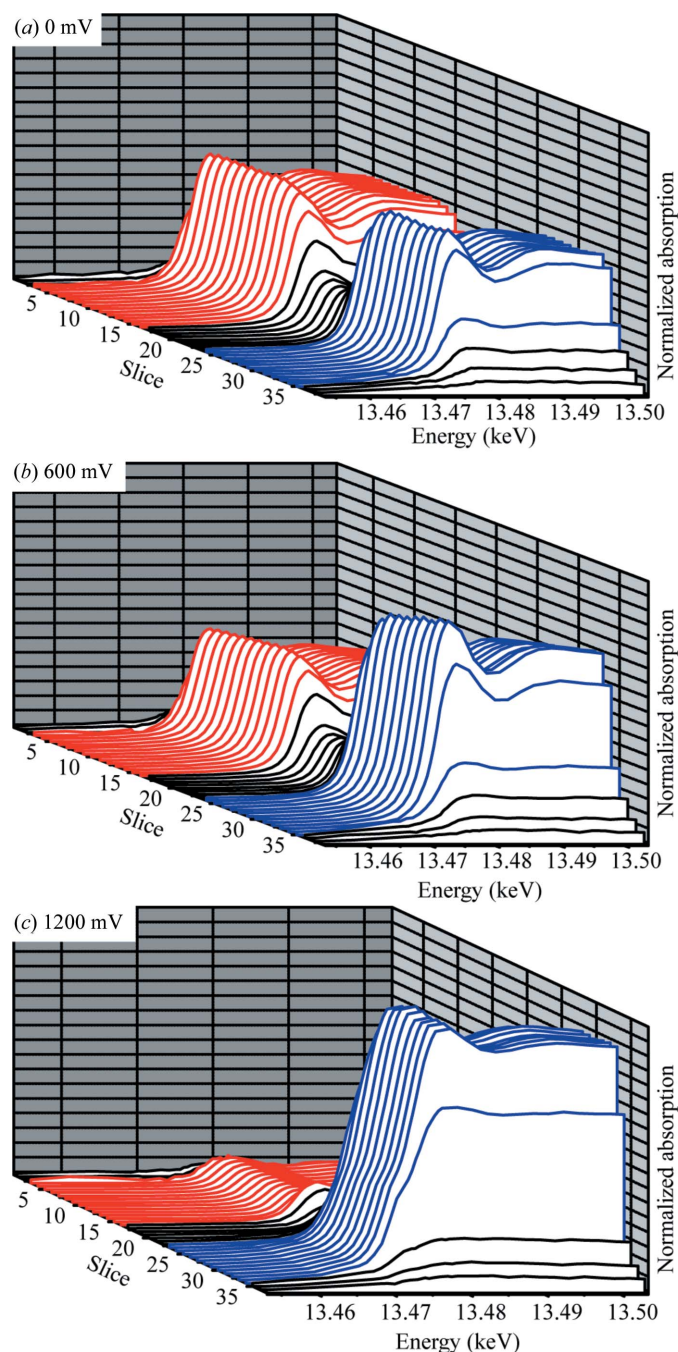 (a) 0 mV
5
10
15
20
25
30
35
Slice
13.46 13.47 13.48 13.49 13.50
Energy (keV)
Normalized absorption
(b) 600 mV
5
10
15
20
25
30
35
Slice
13.46 13.47 13.48 13.49 13.50
Energy (keV)
Normalized absorption
(c) 1200 mV
5
10
15
20
25
30
35
Slice
13.46 13.47 13.48 13.49 13.50
Energy (keV)
Normalized absorption